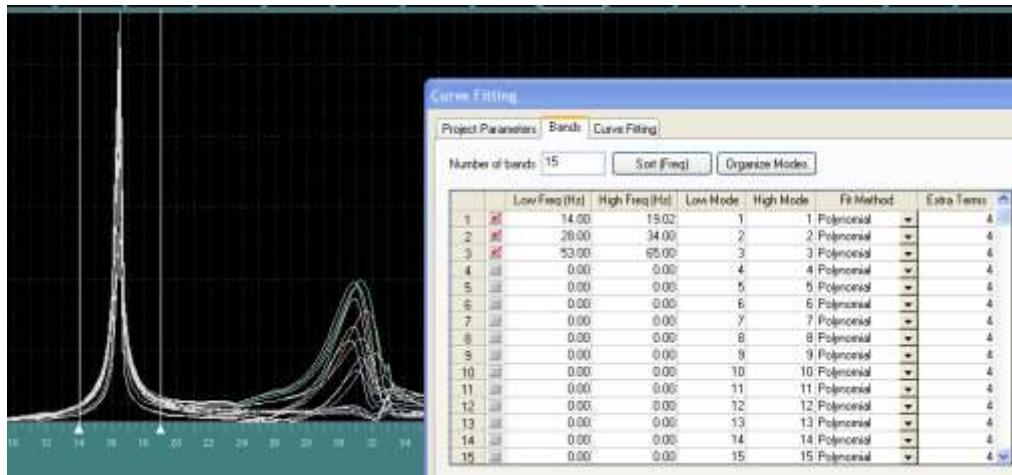 Curve Fitting
Project Parameters Bands Curve Fitting
Number of bands 15 Sort (Freq) Organize Modes
Low Freq (Hz) High Freq (Hz) Low Mode High Mode Fit Method Extra Terms
1 14.00 19.02 1 1 Polynomial 4
2 28.00 34.00 2 2 Polynomial 4
3 53.00 65.00 3 3 Polynomial 4
4 0.00 0.00 4 4 Polynomial 4
5 0.00 0.00 5 5 Polynomial 4
6 0.00 0.00 6 6 Polynomial 4
7 0.00 0.00 7 7 Polynomial 4
8 0.00 0.00 8 8 Polynomial 4
9 0.00 0.00 9 9 Polynomial 4
10 0.00 0.00 10 10 Polynomial 4
11 0.00 0.00 11 11 Polynomial 4
12 0.00 0.00 12 12 Polynomial 4
13 0.00 0.00 13 13 Polynomial 4
14 0.00 0.00 14 14 Polynomial 4
15 0.00 0.00 15 15 Polynomial 4
10 12 14 16 18 20 22 24 26 28 30 32 34